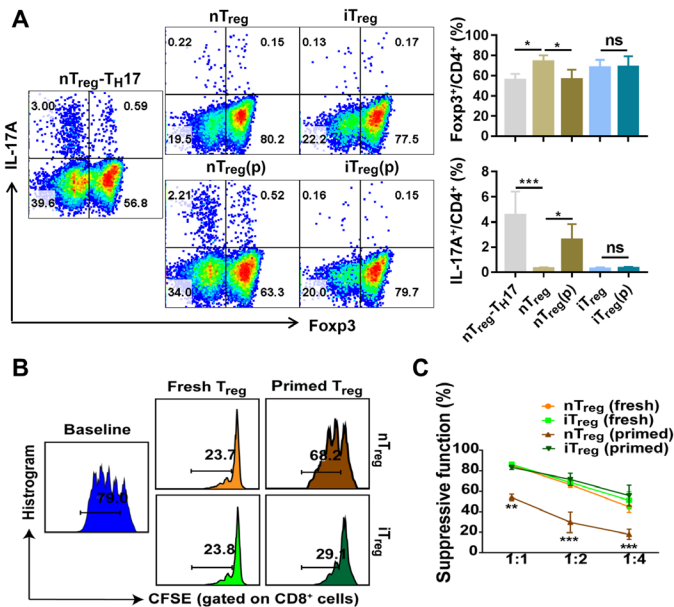 A
nTreg
iTreg
nTreg-TH17
0.22
0.15
0.13
0.17
19.5
80.2
22.2
77.5
3.00
0.59
39.6
56.8
nTreg(p)
iTreg(p)
2.21
0.52
0.16
0.15
34.0
63.3
20.0
79.7
IL-17A
Foxp3
Foxp3+/CD4+ (%)
100
80
60
40
20
0
*
*
ns
IL-17A+/CD4+ (%)
8
6
4
2
0
***
*
ns
nTreg-TH17
nTreg
nTreg(p)
iTreg
iTreg(p)
B
Fresh Treg
Primed Treg
Baseline
79.0
23.7
68.2
nTreg
23.8
29.1
iTreg
Histrogram
CFSE (gated on CD8+ cells)
C
nTreg (fresh)
iTreg (fresh)
nTreg (primed)
iTreg (primed)
Suppressive function (%)
100
80
60
40
20
0
**
***
***
1:1
1:2
1:4